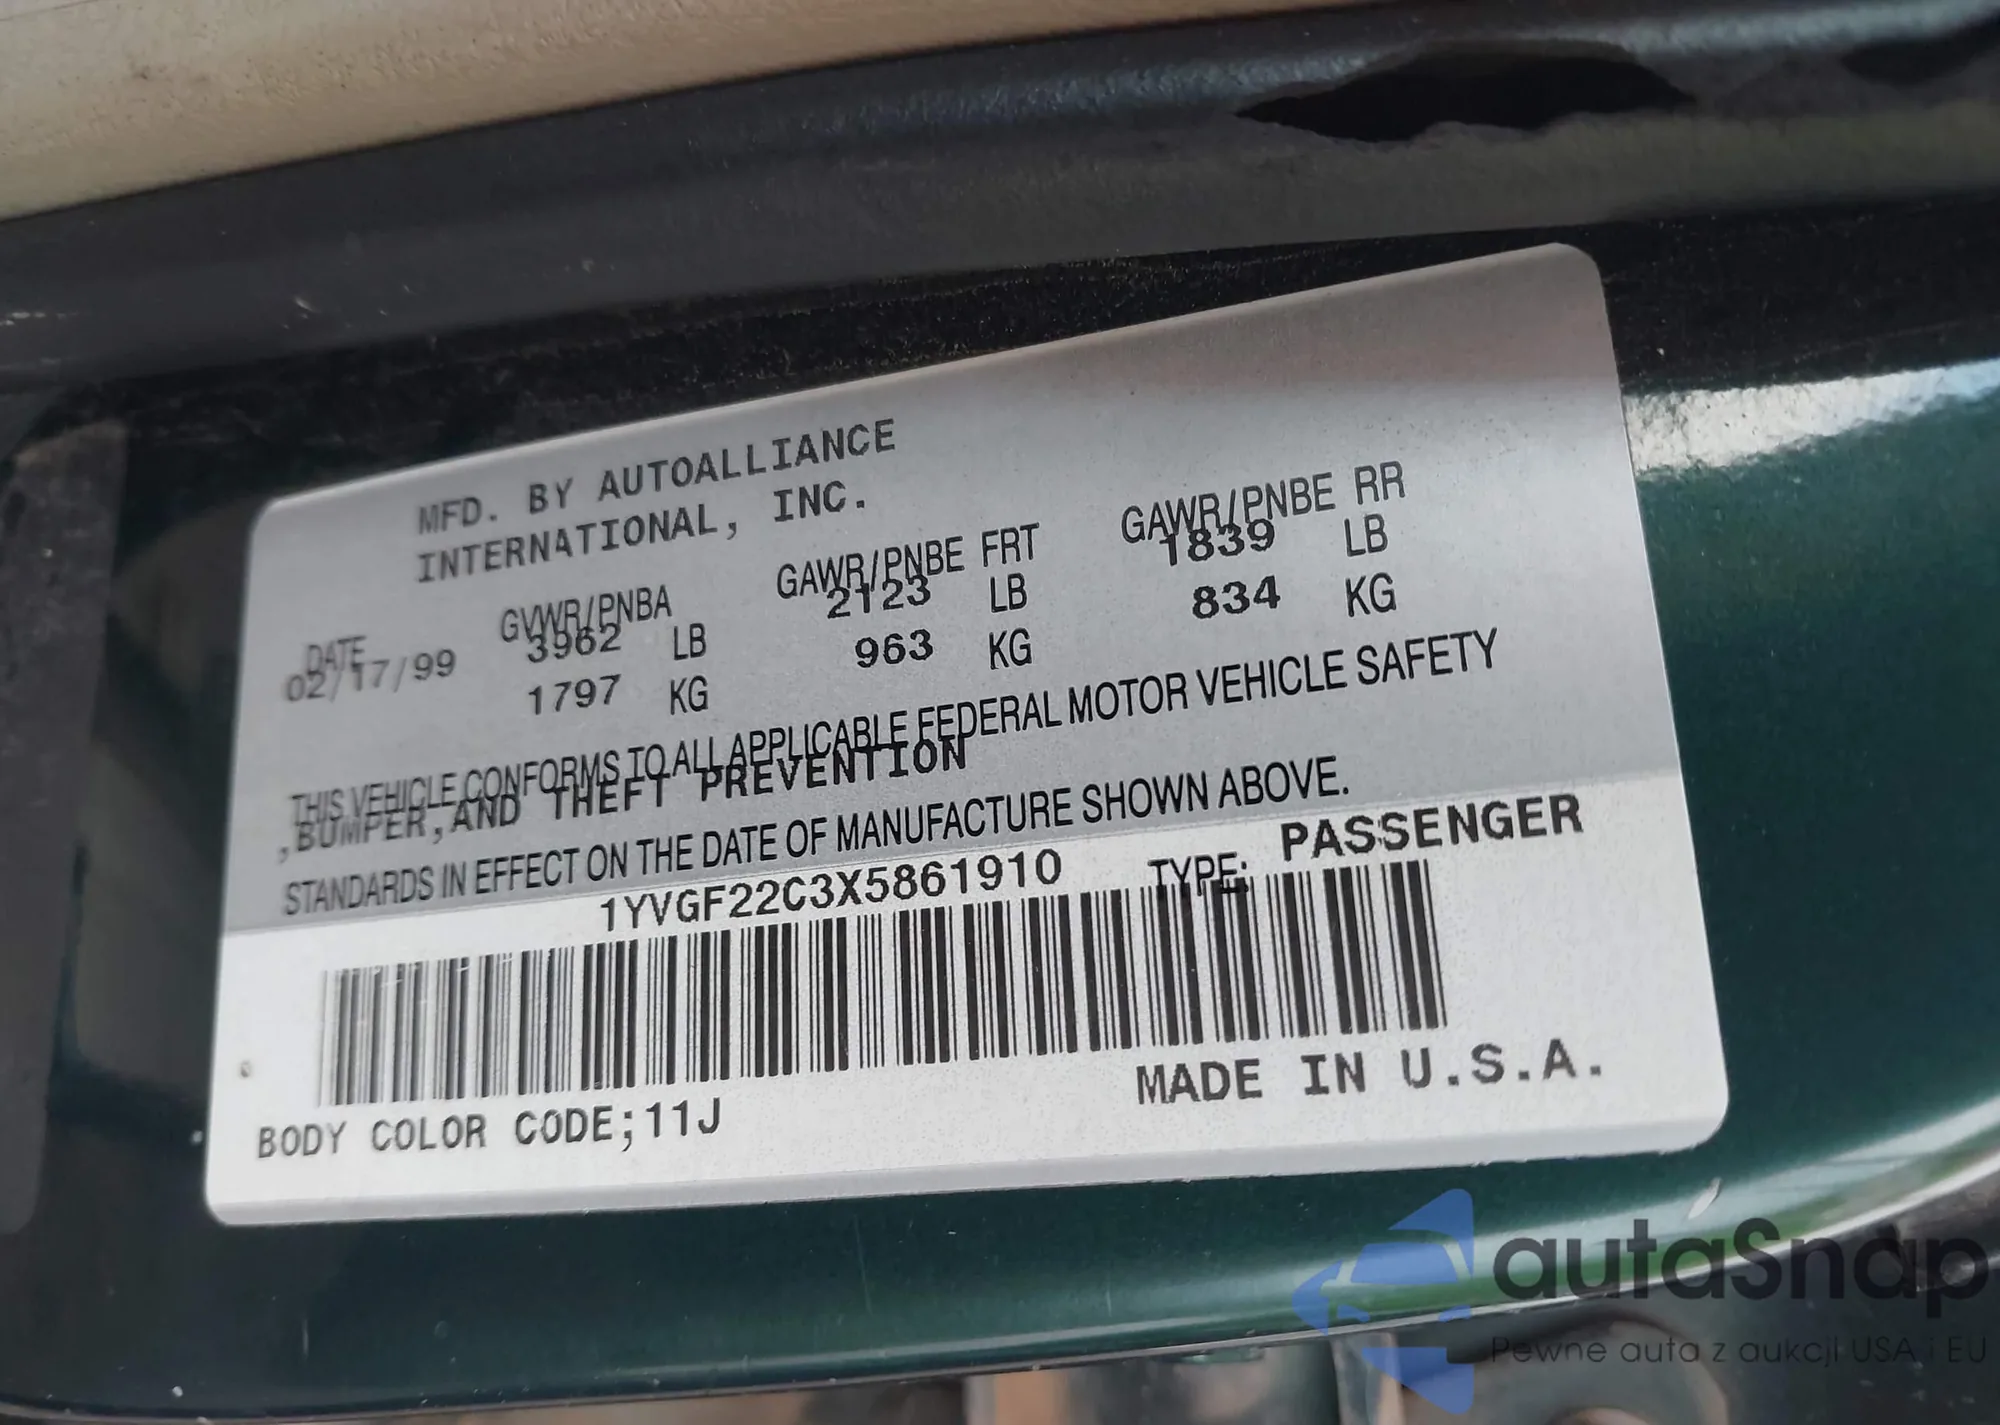 MFD. BY AUTOALLIANCE
INTERNATIONAL, INC.
DATE GVWR/PNBA GAWR/PNBE FRT GAWR/PNBE RR
02/17/99 3962 LB 2123 LB 1839 LB
1797 KG 963 KG 834 KG
THIS VEHICLE CONFORMS TO ALL APPLICABLE FEDERAL MOTOR VEHICLE SAFETY
,BUMPER,AND THEFT PREVENTION
STANDARDS IN EFFECT ON THE DATE OF MANUFACTURE SHOWN ABOVE.
1YVGF22C3X5861910 TYPE: PASSENGER
MADE IN U.S.A.
BODY COLOR CODE;11J
autaSnap
Pewne auta z aukcji USA i EU